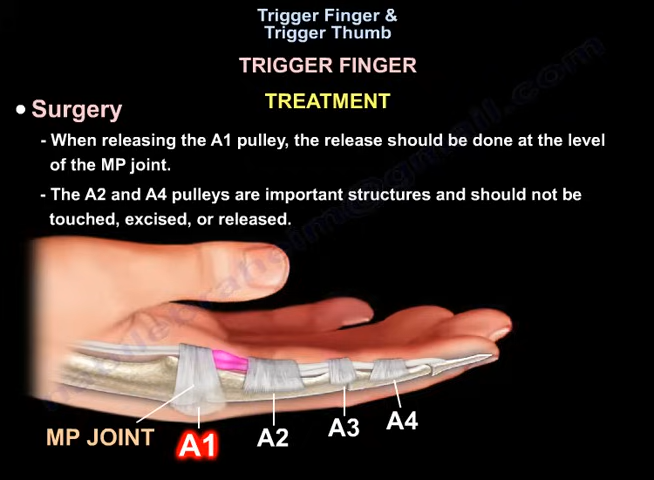 Trigger Finger &
Trigger Thumb
TRIGGER FINGER
TREATMENT
• Surgery
- When releasing the A1 pulley, the release should be done at the level
of the MP joint.
- The A2 and A4 pulleys are important structures and should not be
touched, excised, or released.
MP JOINT
A1
A2
A3
A4